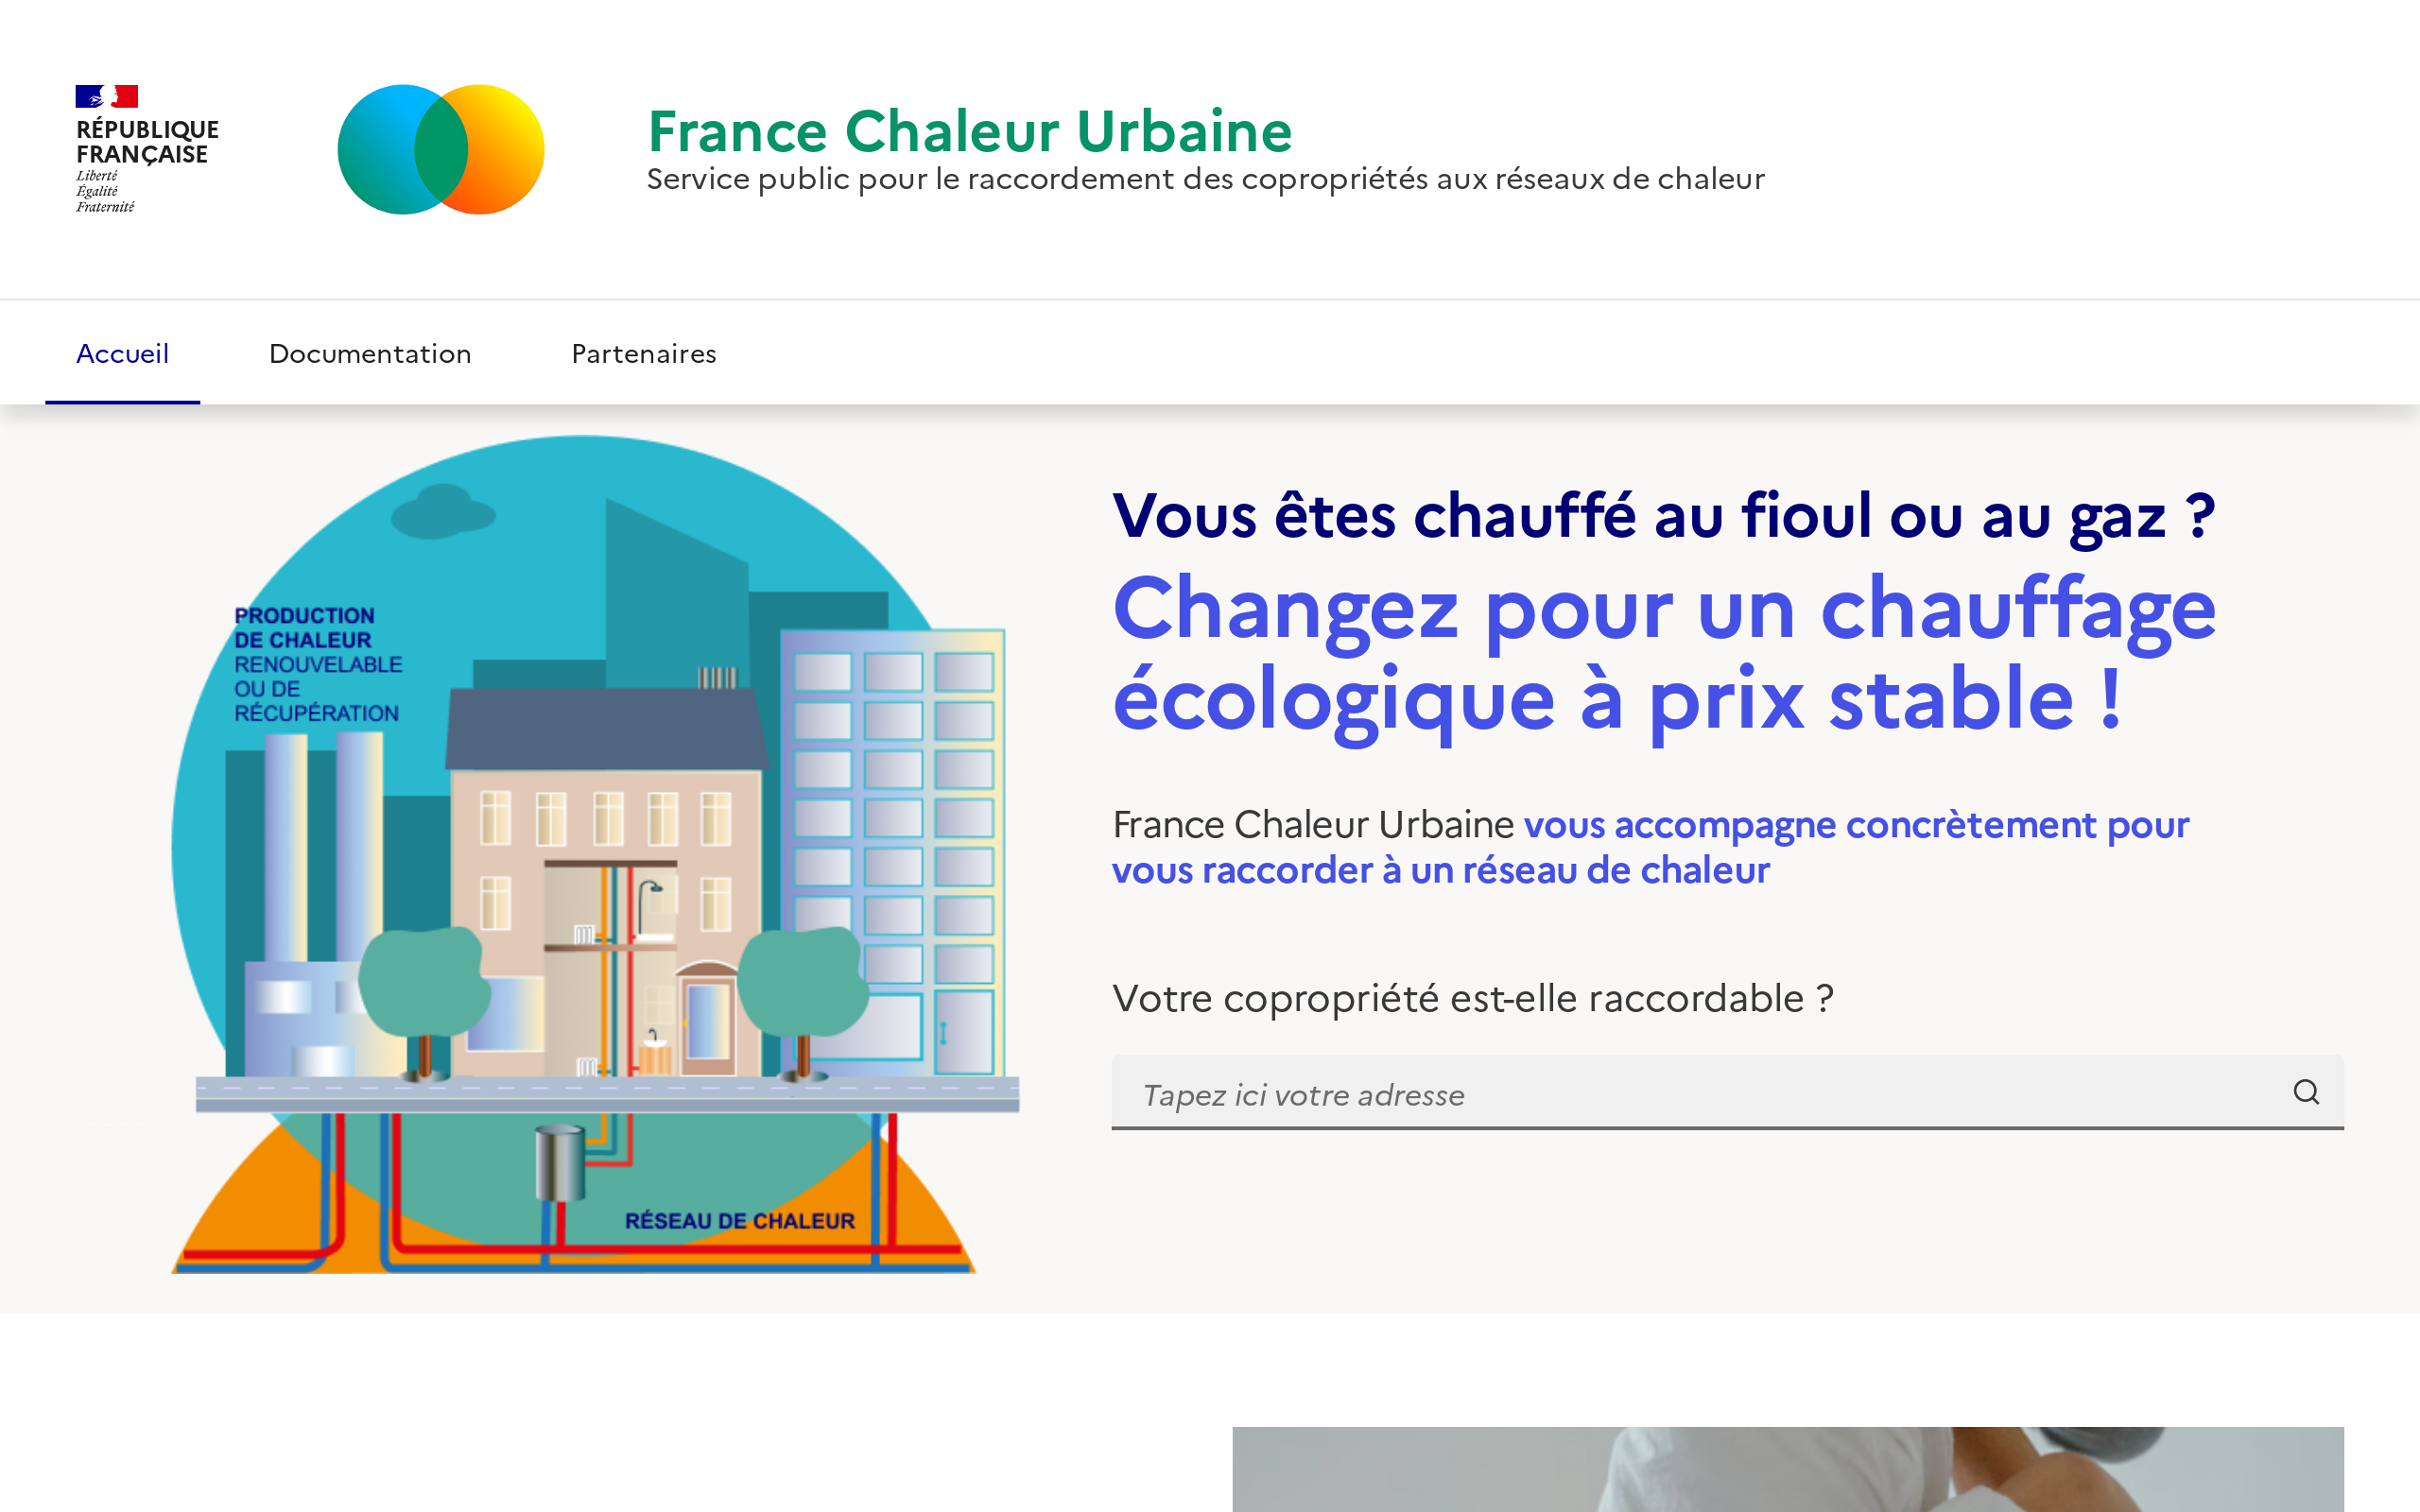 RÉPUBLIQUE
FRANÇAISE
Liberté
Égalité
Fraternité
France Chaleur Urbaine
Service public pour le raccordement des copropriétés aux réseaux de chaleur
Accueil
Documentation
Partenaires
PRODUCTION
DE CHALEUR
RENOUVELABLE
OU DE
RÉCUPÉRATION
RÉSEAU DE CHALEUR
Vous êtes chauffé au fioul ou au gaz ?
Changez pour un chauffage
écologique à prix stable !
France Chaleur Urbaine vous accompagne concrètement pour
vous raccorder à un réseau de chaleur
Votre copropriété est-elle raccordable ?
Tapez ici votre adresse